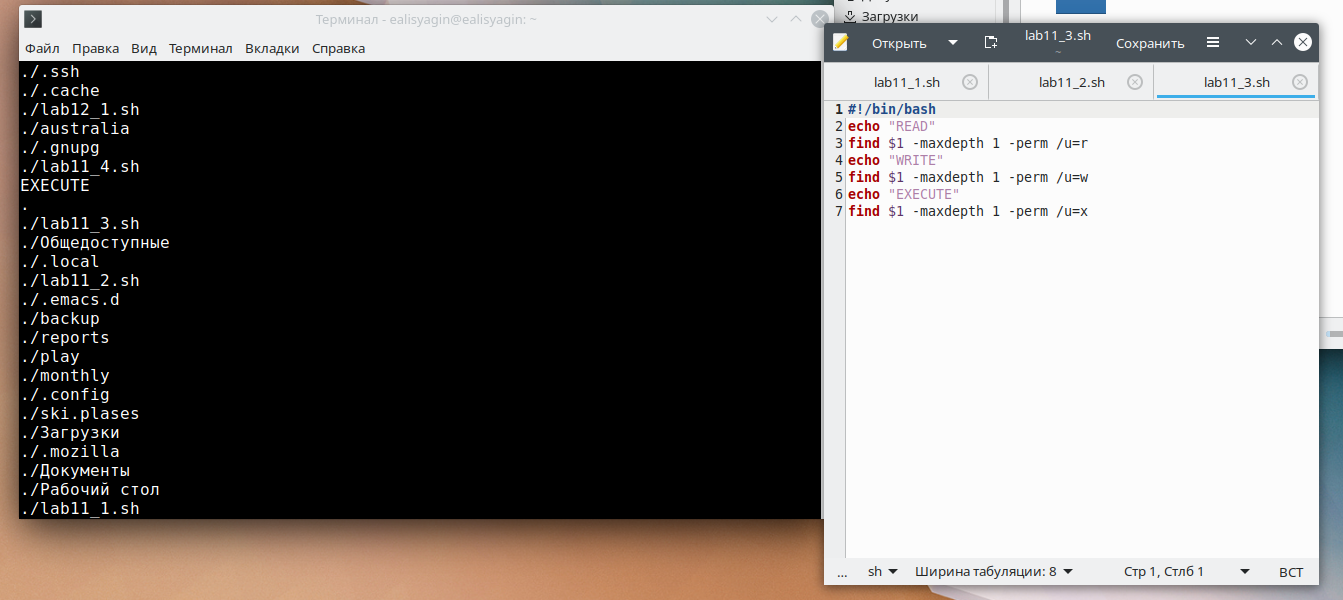 Терминал - ealisyagin@ealisyagin: ~
Файл Правка Вид Терминал Вкладки Справка
./.ssh
./.cache
./lab12_1.sh
./australia
./.gnupg
./lab11_4.sh
EXECUTE
.
./lab11_3.sh
./Общедоступные
./.local
./lab11_2.sh
./.emacs.d
./backup
./reports
./play
./monthly
./.config
./ski.plases
./Загрузки
./.mozilla
./Документы
./Рабочий стол
./lab11_1.sh
Загрузки
Открыть lab11_3.sh Сохранить
~
lab11_1.sh lab11_2.sh lab11_3.sh
1 #!/bin/bash
2 echo "READ"
3 find $1 -maxdepth 1 -perm /u=r
4 echo "WRITE"
5 find $1 -maxdepth 1 -perm /u=w
6 echo "EXECUTE"
7 find $1 -maxdepth 1 -perm /u=x
... sh Ширина табуляции: 8 Стр 1, Стлб 1 ВСТ